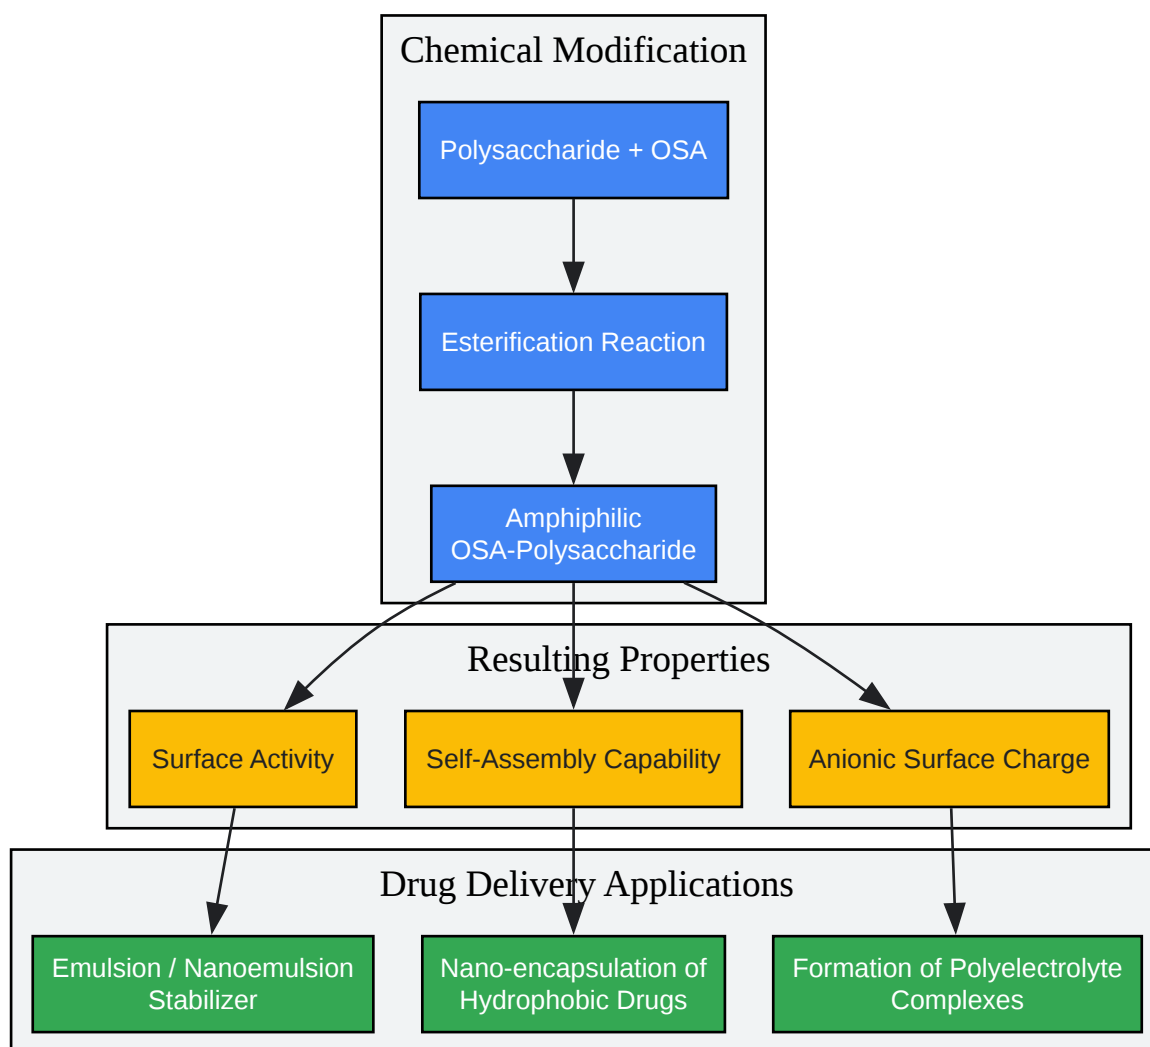 Chemical Modification
Polysaccharide + OSA
Esterification Reaction
Amphiphilic
OSA-Polysaccharide
Resulting Properties
Surface Activity
Self-Assembly Capability
Anionic Surface Charge
Drug Delivery Applications
Emulsion / Nanoemulsion
Stabilizer
Nano-encapsulation of
Hydrophobic Drugs
Formation of Polyelectrolyte
Complexes